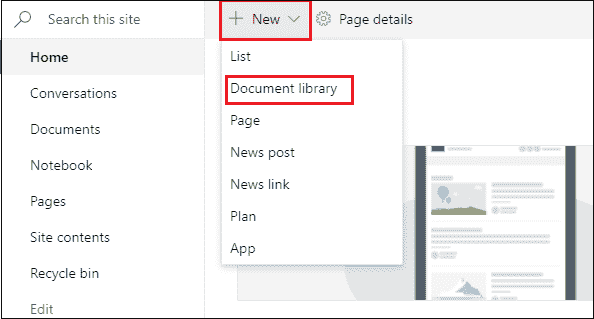 Search this site
New
Page details
Home
Conversations
Documents
Notebook
Pages
Site contents
Recycle bin
Edit
List
Document library
Page
News post
News link
Plan
App